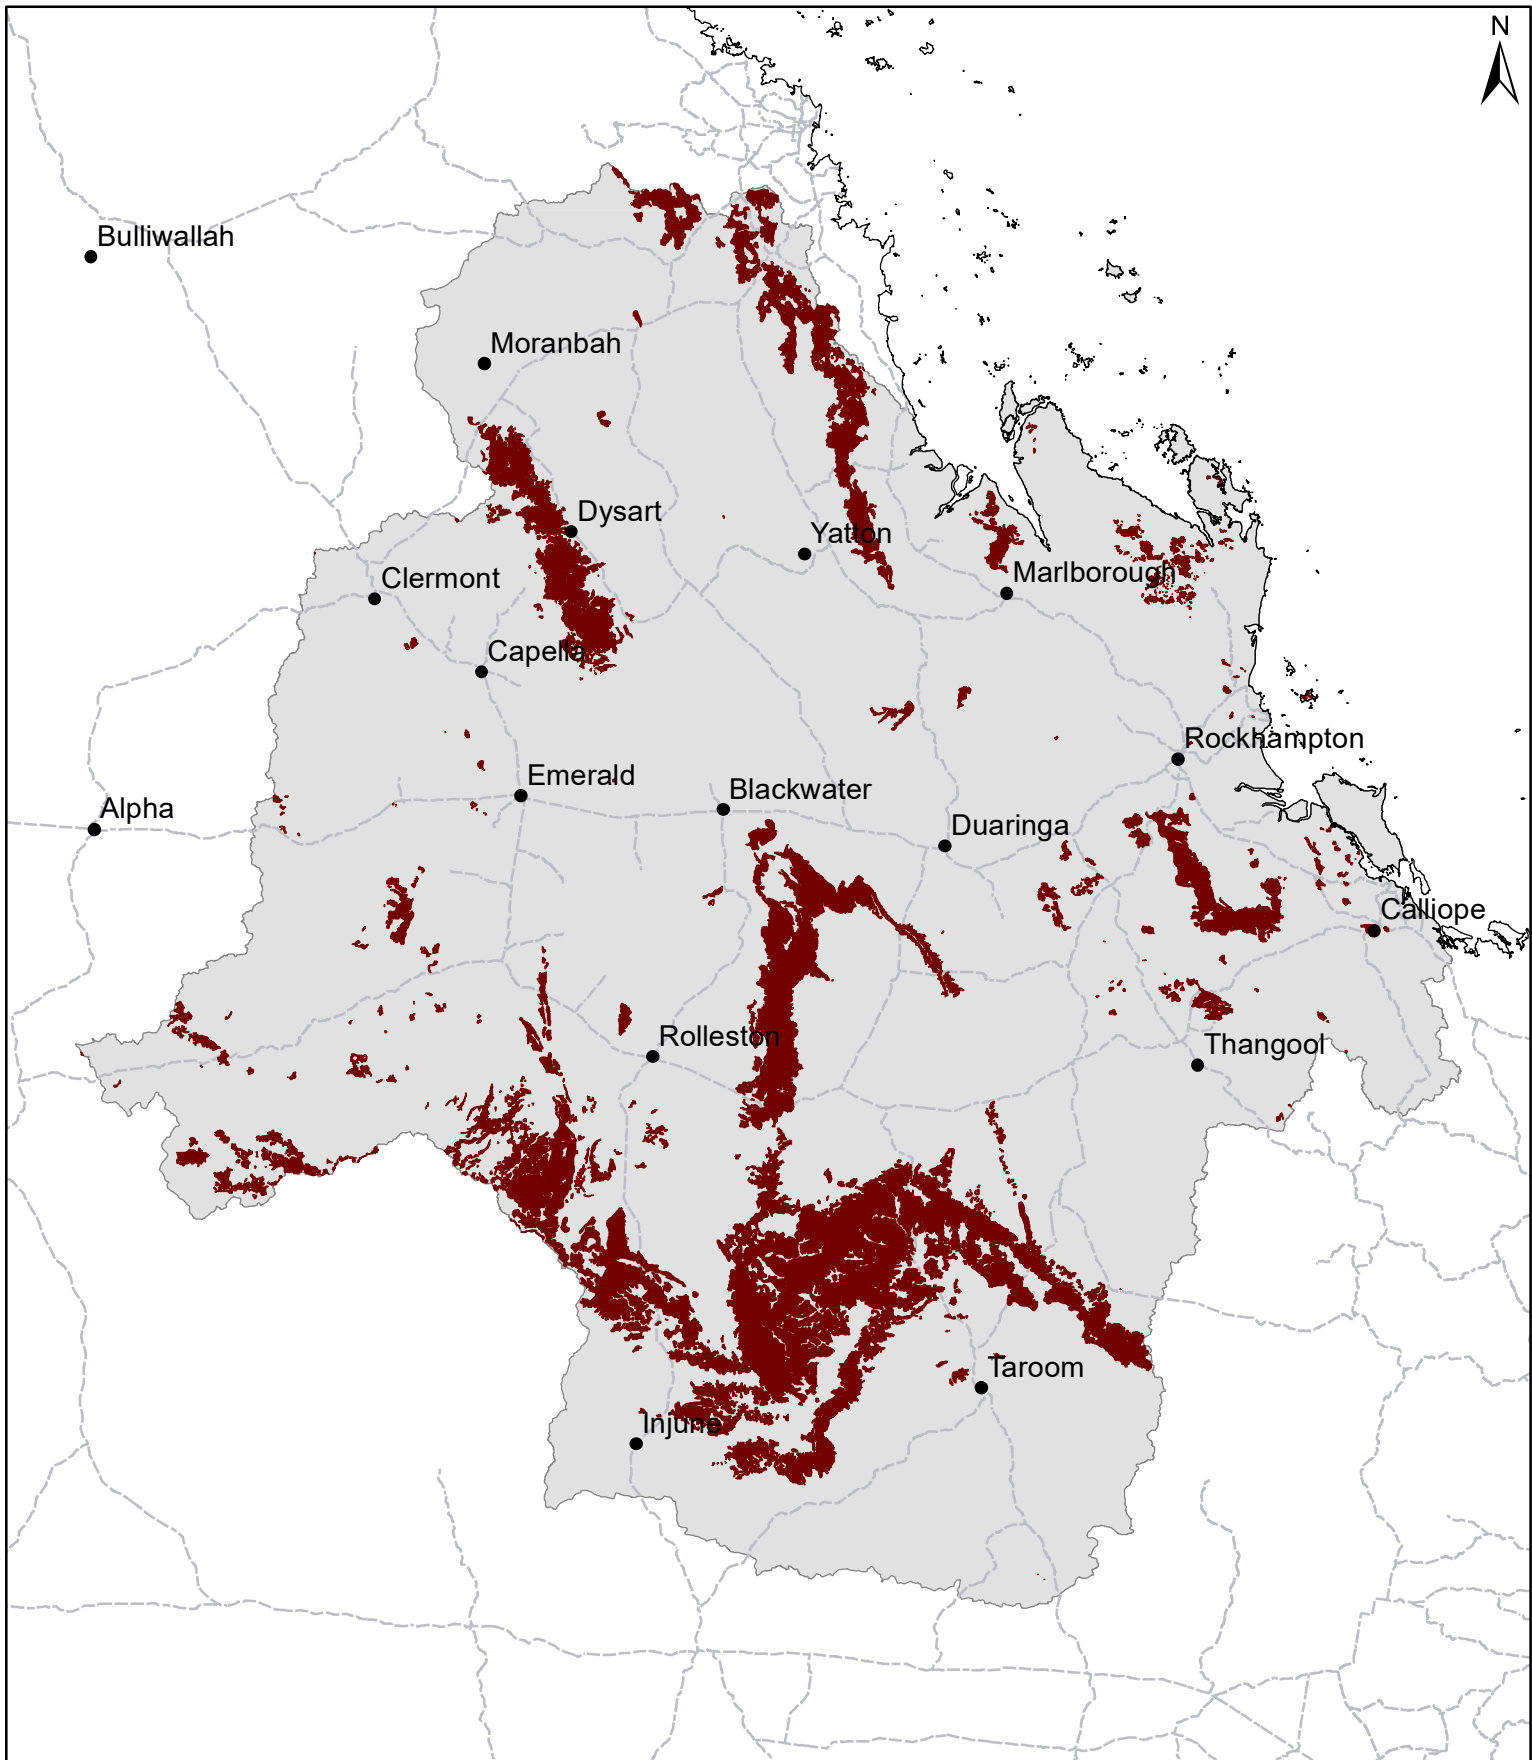 N
Bulliwallah
Moranbah
Dysart
Yatton
Clermont
Marlborough
Capella
Rockhampton
Emerald
Blackwater
Alpha
Duaringa
Calliope
Rolleston
Thangool
Taroom
Injune